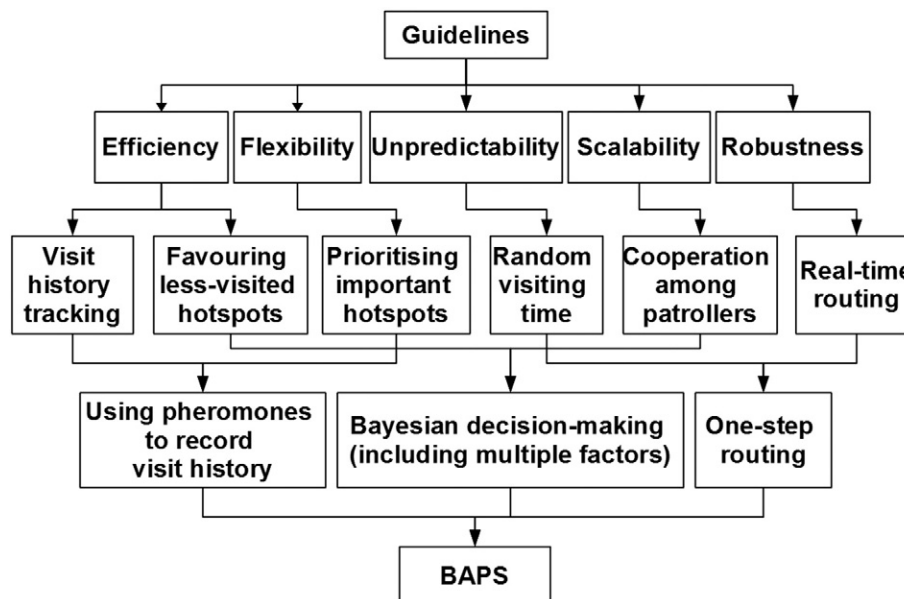 Guidelines
Efficiency
Flexibility
Unpredictability
Scalability
Robustness
Visit
history
tracking
Favouring
less-visited
hotspots
Prioritising
important
hotspots
Random
visiting
time
Cooperation
among
patrollers
Real-time
routing
Using pheromones
to record
visit history
Bayesian decision-making
(including multiple factors)
One-step
routing
BAPS